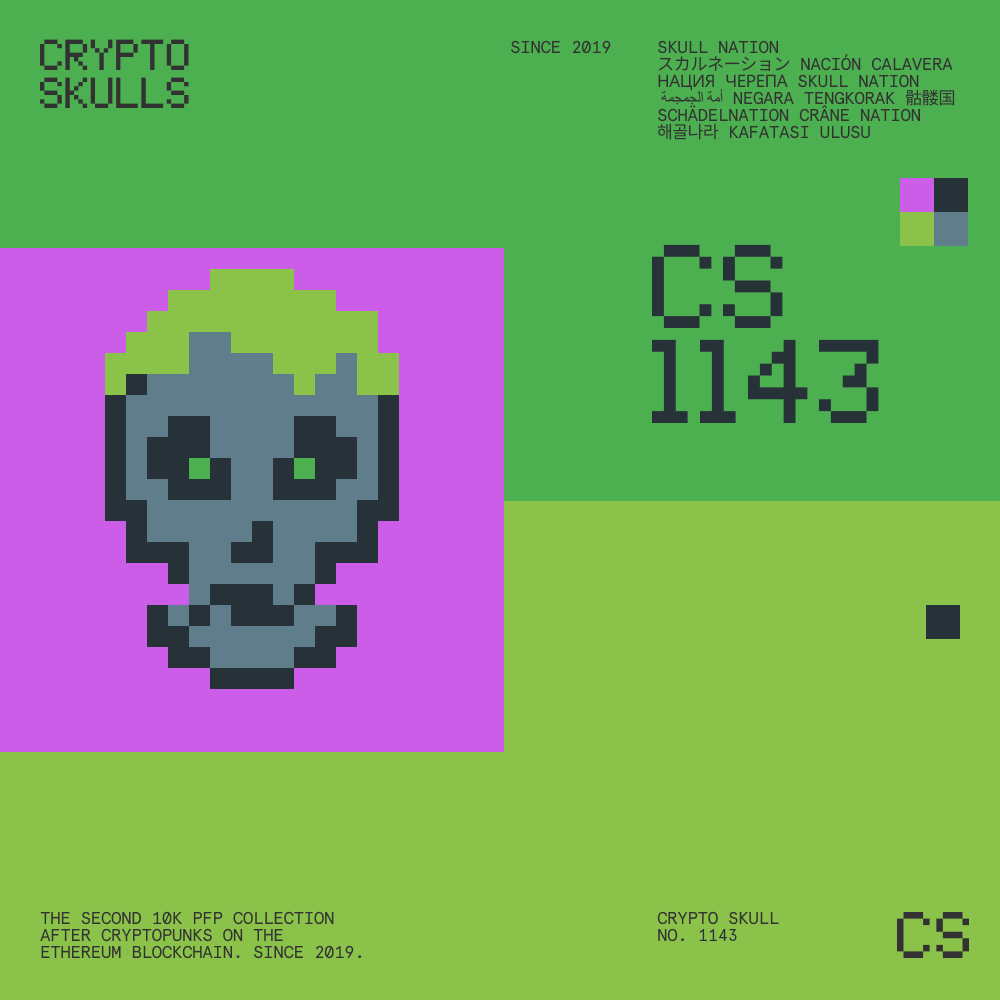 CRYPTO
SKULLS
SINCE 2019
SKULL NATION
スカルネーション NACIÓN CALAVERA
НАЦИЯ ЧЕРЕПА SKULL NATION
أمة الجمجمة NEGARA TENGKORAK 骷髅国
SCHÄDELNATION CRÂNE NATION
해골나라 KAFATASI ULUSU
CS
1143
THE SECOND 10K PFP COLLECTION
AFTER CRYPTOPUNKS ON THE
ETHEREUM BLOCKCHAIN. SINCE 2019.
CRYPTO SKULL
NO. 1143
CS